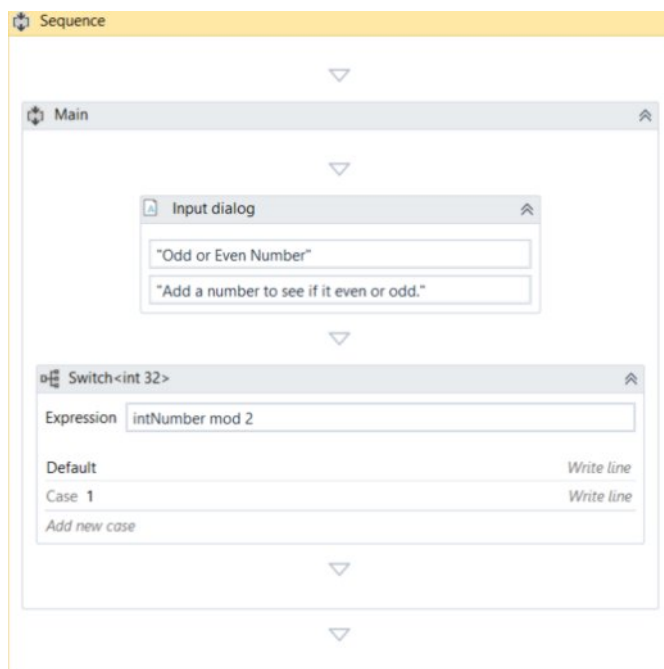 Sequence
Main
Input dialog
"Odd or Even Number"
"Add a number to see if it even or odd."
Switch<int 32>
Expression intNumber mod 2
Default Write line
Case 1 Write line
Add new case